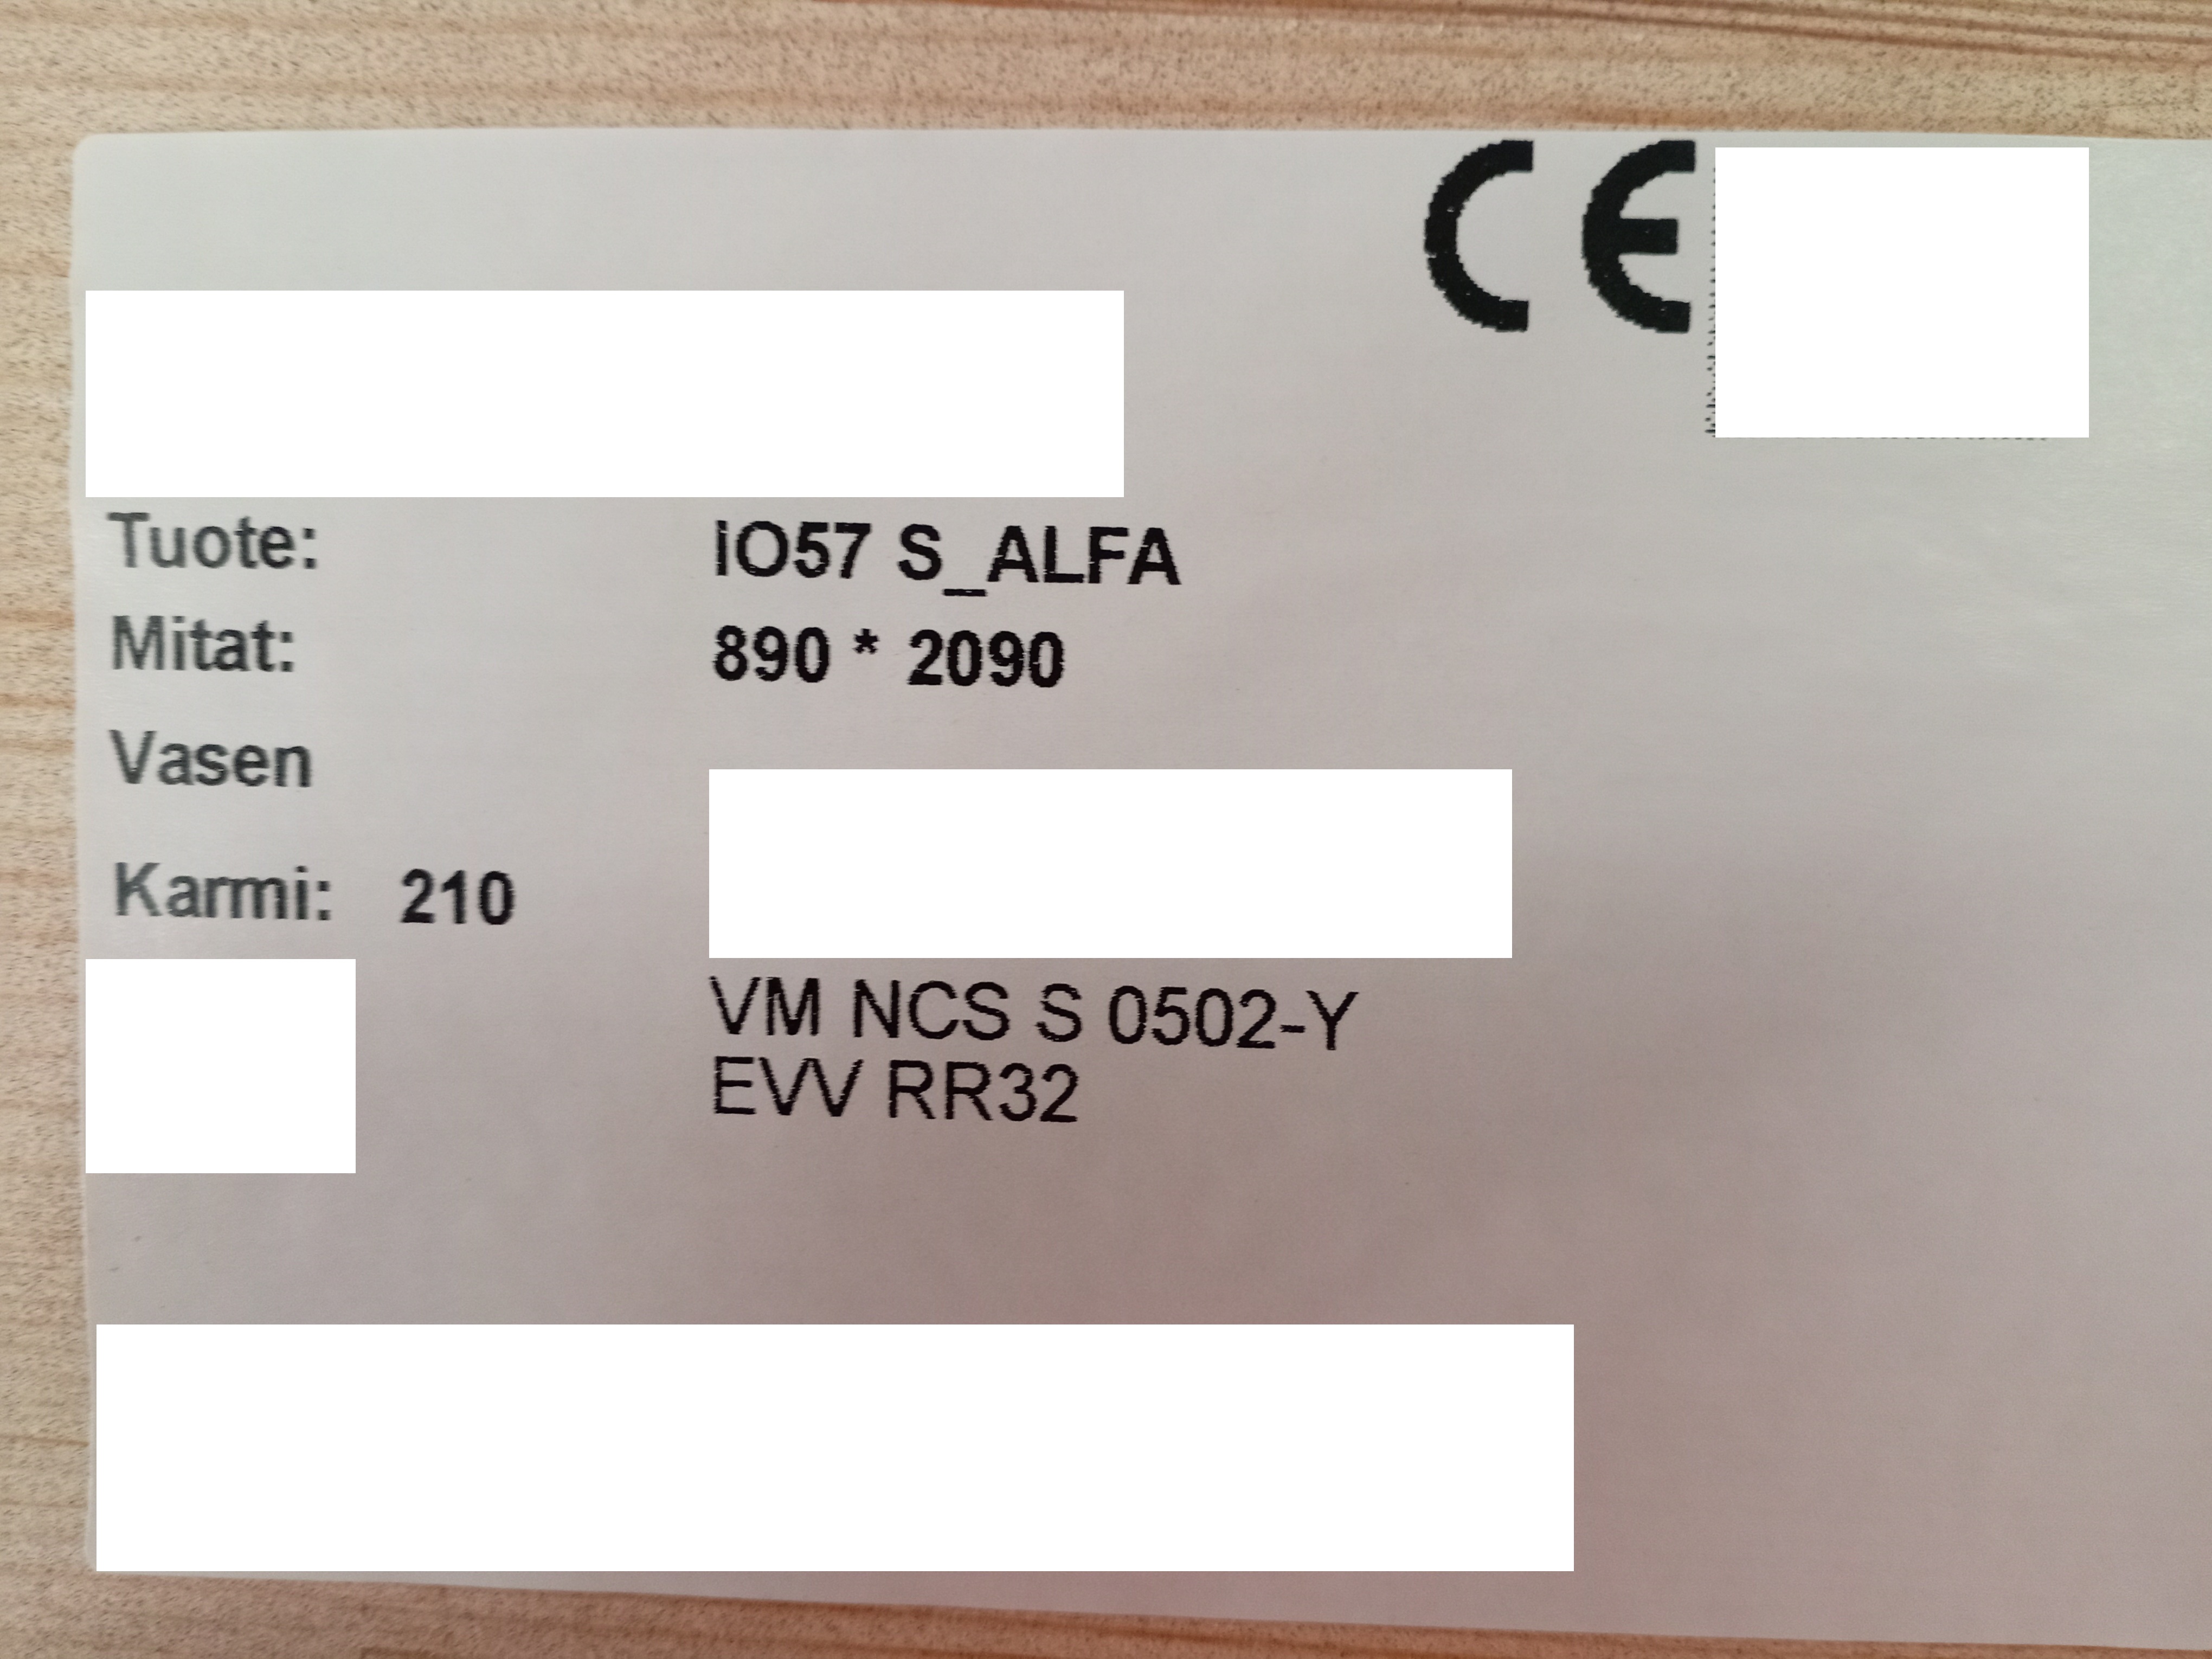 CE
Tuote: iO57 S_ALFA
Mitat: 890 * 2090
Vasen
Karmi: 210
VM NCS S 0502-Y
EVV RR32